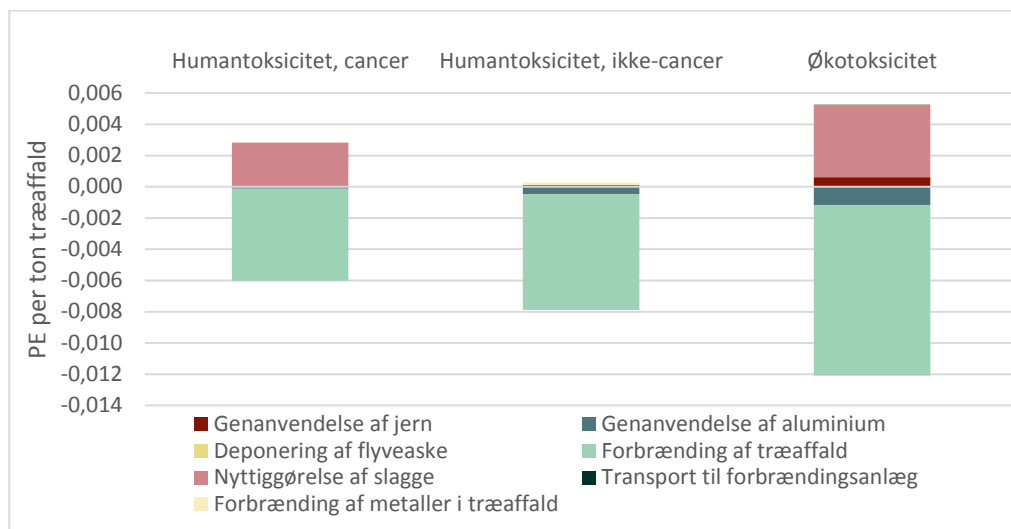 Humantoksicitet, cancer Humantoksicitet, ikke-cancer Økotoksicitet
0,006
0,004
0,002
0,000
-0,002
-0,004
-0,006
-0,008
-0,010
-0,012
-0,014
PE per ton træaffald
Genanvendelse af jern Genanvendelse af aluminium
Deponering af flyveaske Forbrænding af træaffald
Nyttiggørelse af slagge Transport til forbrændingsanlæg
Forbrænding af metaller i træaffald